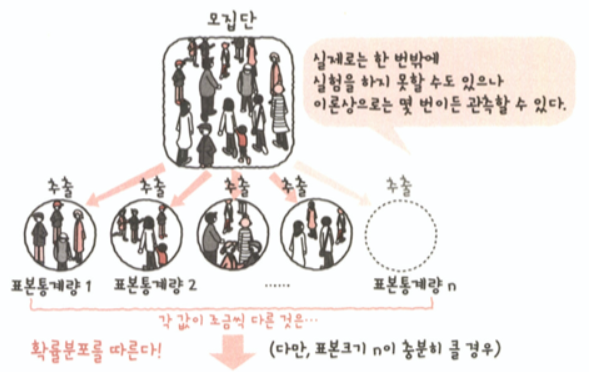 모집단
실제로는 한 번밖에
실험을 하지 못할 수도 있으나
이론상으로는 몇 번이든 관측할 수 있다.
추출 추출 추출 추출 추출
표본통계량 1 표본통계량 2 …… 표본통계량 n
각 값이 조금씩 다른 것은…
확률분포를 따른다! (다만, 표본크기 n이 충분히 클 경우)